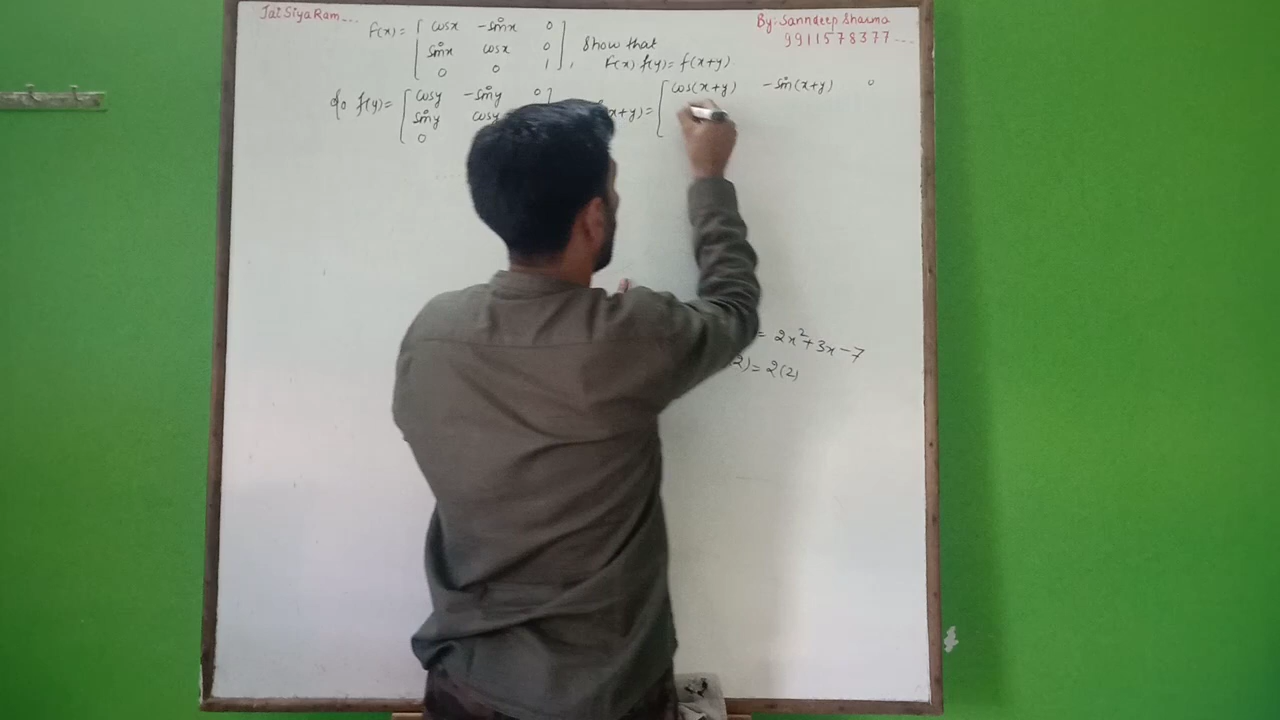 Jai Siya Ram...
By:- Sanndeep Sharma
9911578377...
F(x) = [ cosx -sinx 0
sinx cosx 0
0 0 1 ], Show that
F(x) f(y) = f(x+y)
So f(y) = [ cosy -siny 0 ]
siny cosy
0
x+y) = [ cos(x+y) -sin(x+y) 0
= 2x²+3x-7
2) = 2(2)